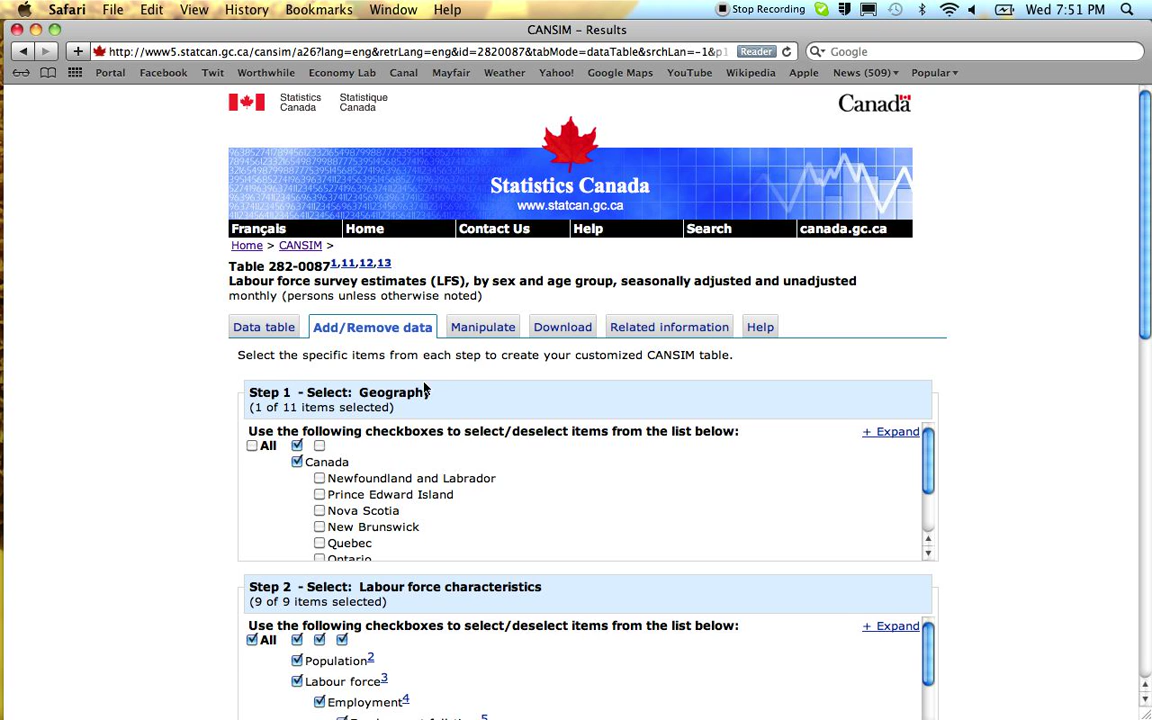 Safari File Edit View History Bookmarks Window Help Stop Recording Wed 7:51 PM
CANSIM – Results
http://www5.statcan.gc.ca/cansim/a26?lang=eng&retrLang=eng&id=2820087&tabMode=dataTable&srchLan=-1&p1 Reader Google
Portal Facebook Twit Worthwhile Economy Lab Canal Mayfair Weather Yahoo! Google Maps YouTube Wikipedia Apple News (509) Popular
Statistics Canada Statistique Canada Canada
Statistics Canada
www.statcan.gc.ca
Français Home Contact Us Help Search canada.gc.ca
Home > CANSIM >
Table 282-0087 1,11,12,13
Labour force survey estimates (LFS), by sex and age group, seasonally adjusted and unadjusted
monthly (persons unless otherwise noted)
Data table Add/Remove data Manipulate Download Related information Help
Select the specific items from each step to create your customized CANSIM table.
Step 1 - Select: Geography
(1 of 11 items selected)
Use the following checkboxes to select/deselect items from the list below: + Expand
All
Canada
Newfoundland and Labrador
Prince Edward Island
Nova Scotia
New Brunswick
Quebec
Ontario
Step 2 - Select: Labour force characteristics
(9 of 9 items selected)
Use the following checkboxes to select/deselect items from the list below: + Expand
All
Population 2
Labour force 3
Employment 4
5